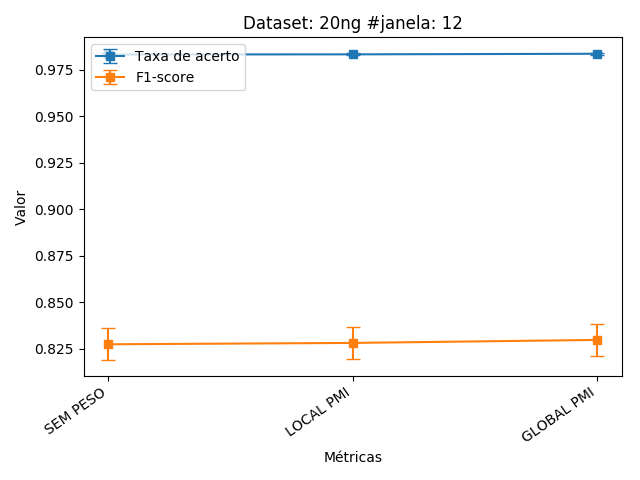 Dataset: 20ng #janela: 12
Taxa de acerto
F1-score
Valor
0.975
0.950
0.925
0.900
0.875
0.850
0.825
SEM PESO
LOCAL PMI
GLOBAL PMI
Métricas